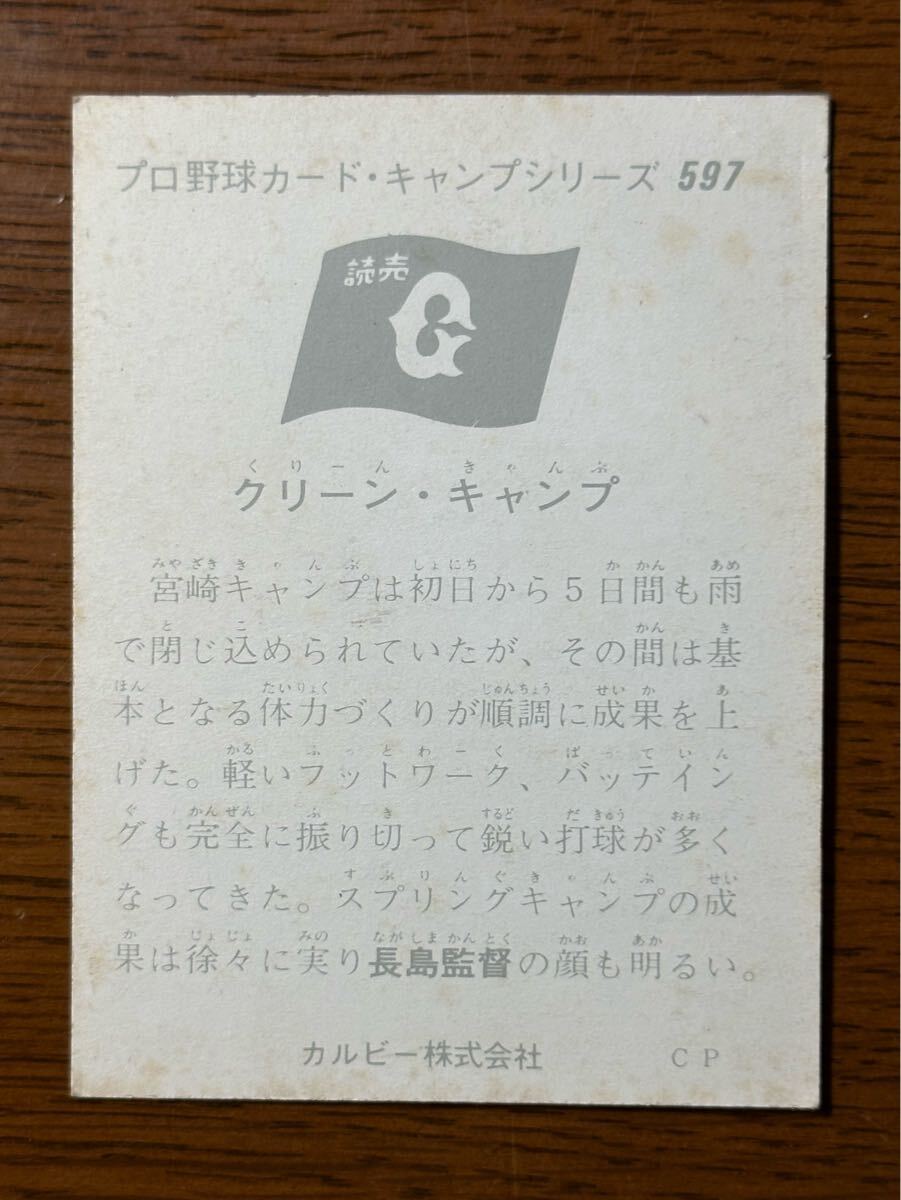 プロ野球カード・キャンプシリーズ 597
読売
G
くりーん きゃんぷ
クリーン・キャンプ
みやざききゃんぷ しょにち かかん あめ
宮崎キャンプは初日から5日間も雨
と こ かん き
で閉じ込められていたが、その間は基
ほん たいりょく じゅんちょう せいか あ
本となる体力づくりが順調に成果を上
かる ふっとわーく ばってぃん
げた。軽いフットワーク、バッテイン
ぐ かんぜん ふ き するど だきゅう おお
グも完全に振り切って鋭い打球が多く
すぷりんぐきゃんぷ せい
なってきた。スプリングキャンプの成
か じょじょ みの ながしまかんとく かお あか
果は徐々に実り長島監督の顔も明るい。
カルビー株式会社 CP